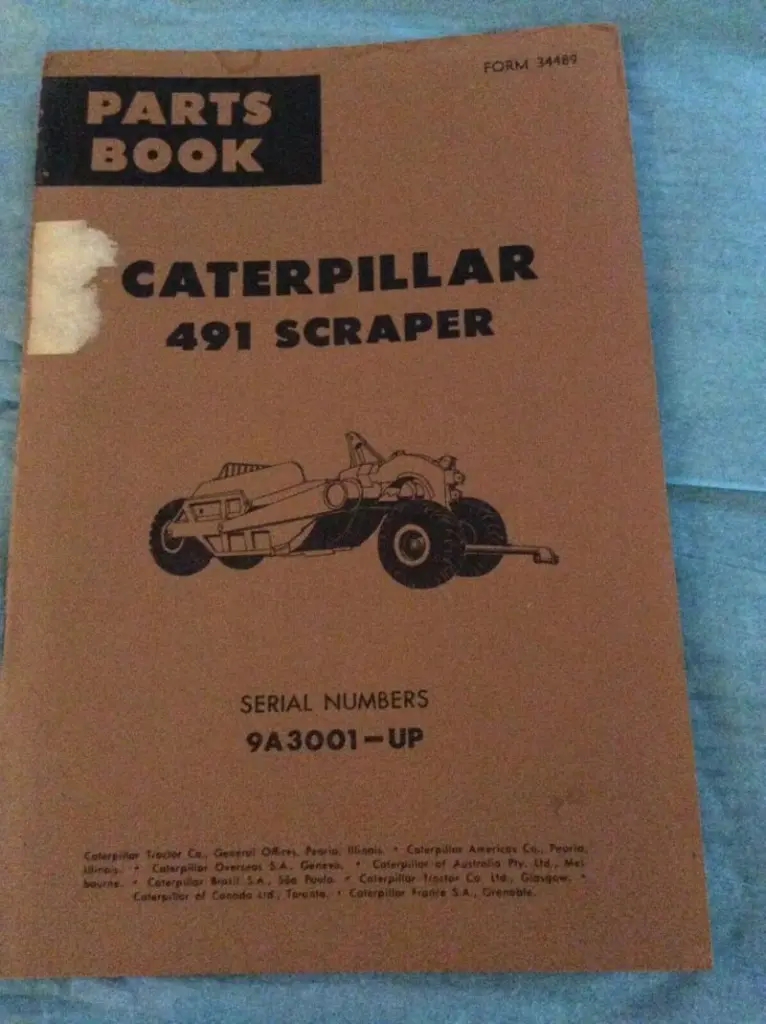 FORM 34489
PARTS
BOOK
CATERPILLAR
491 SCRAPER
SERIAL NUMBERS
9A3001–UP
Caterpillar Tractor Co., General Offices, Peoria, Illinois. • Caterpillar Americas Co., Peoria,
Illinois. • Caterpillar Overseas S.A., Geneva. • Caterpillar of Australia Pty. Ltd., Mel-
bourne. • Caterpillar Brasil S.A., São Paulo. • Caterpillar Tractor Co. Ltd., Glasgow. •
Caterpillar of Canada Ltd., Toronto. • Caterpillar France S.A., Grenoble.